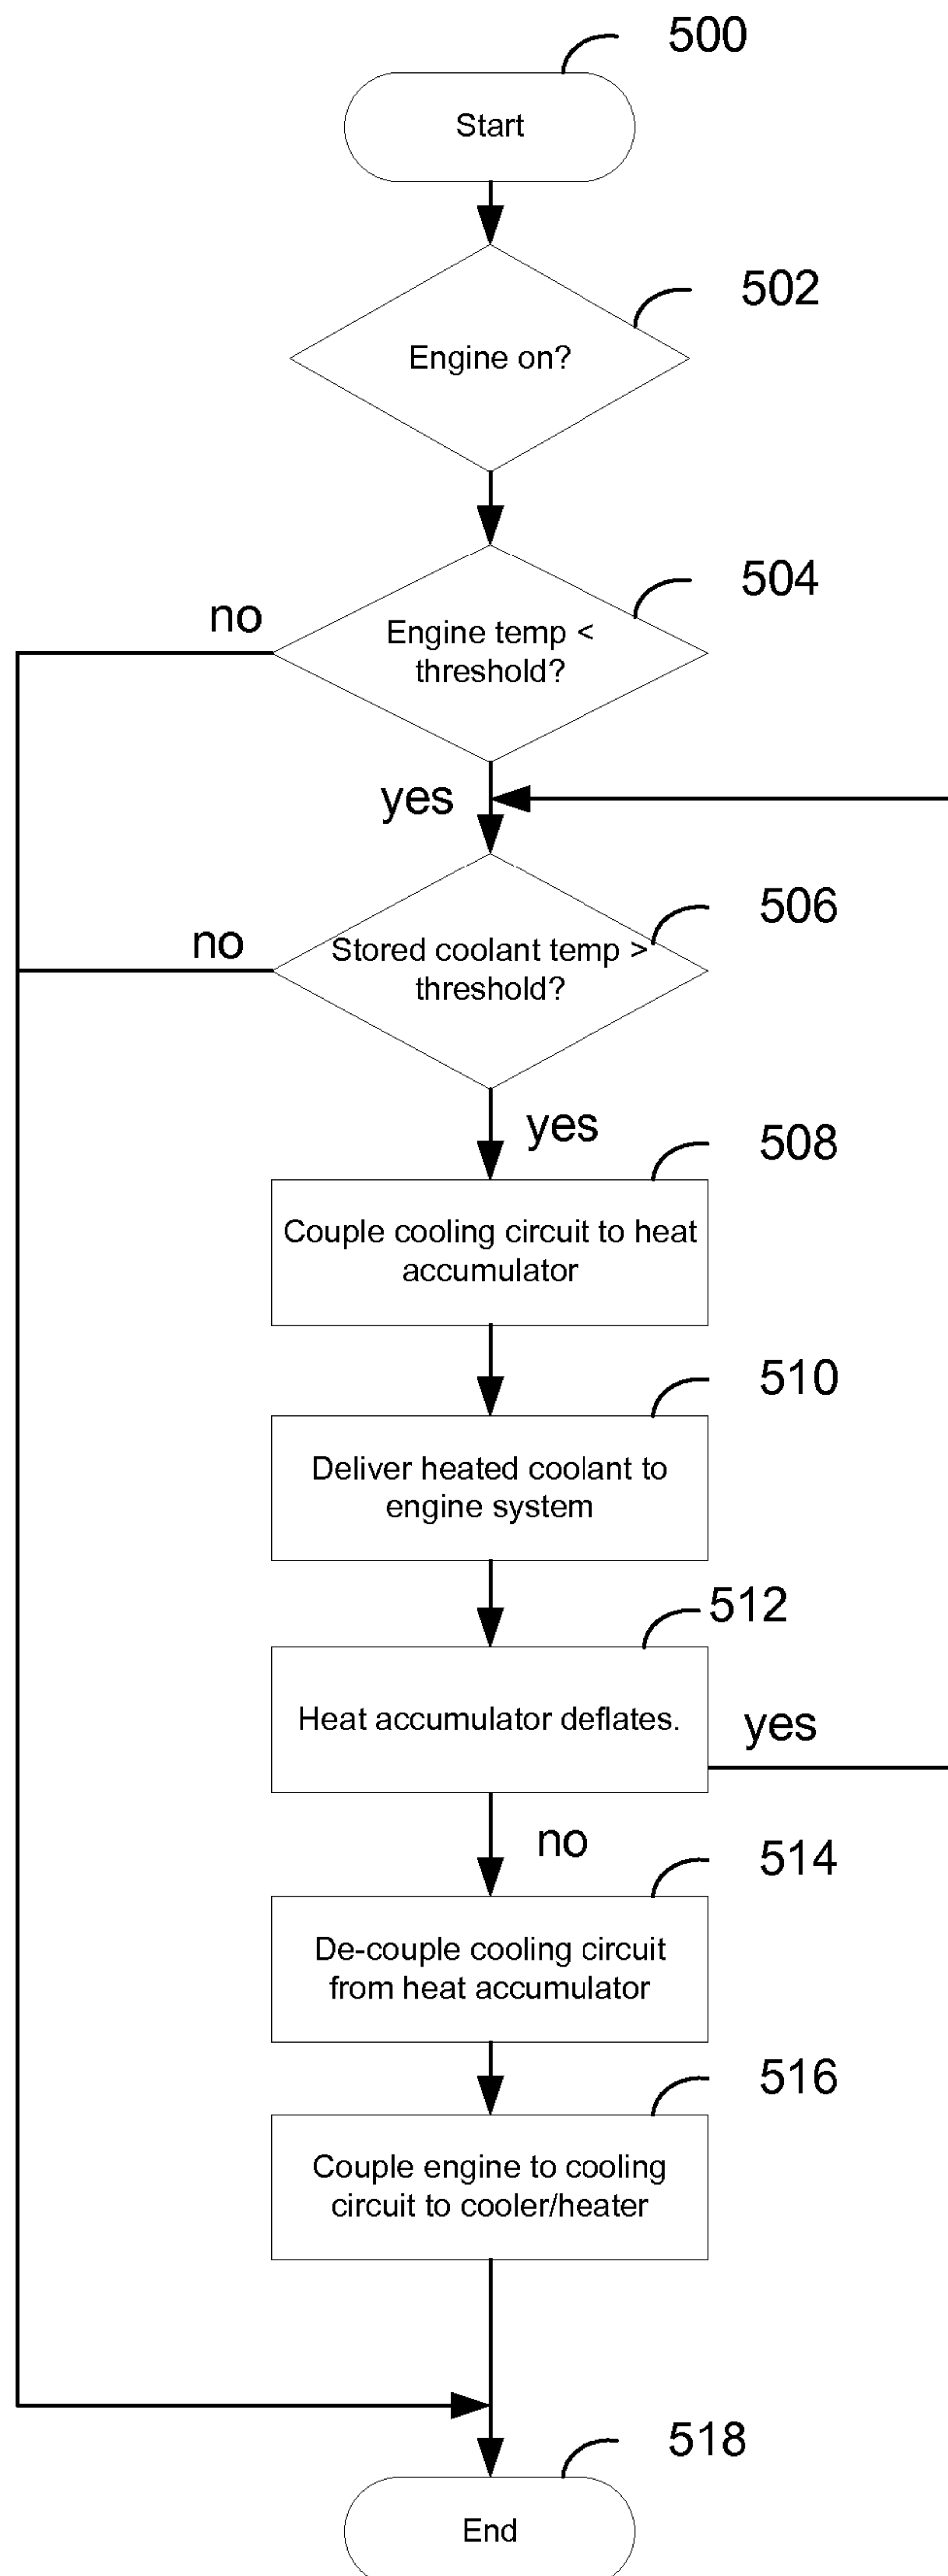 500
Start
502
Engine on?
504
no
Engine temp <
threshold?
yes
506
no
Stored coolant temp >
threshold?
yes
508
Couple cooling circuit to heat
accumulator
510
Deliver heated coolant to
engine system
512
Heat accumulator deflates.
yes
no
514
De-couple cooling circuit
from heat accumulator
516
Couple engine to cooling
circuit to cooler/heater
518
End